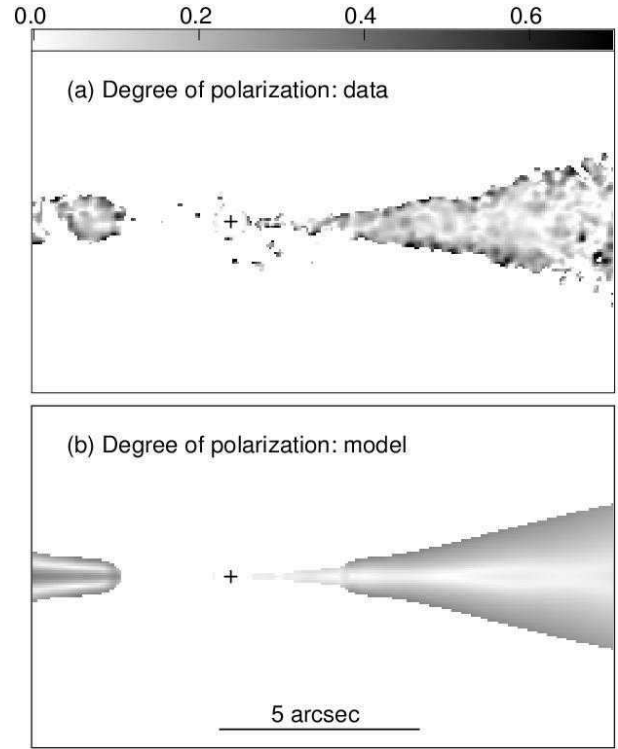 0.0 0.2 0.4 0.6
(a) Degree of polarization: data
(b) Degree of polarization: model
5 arcsec